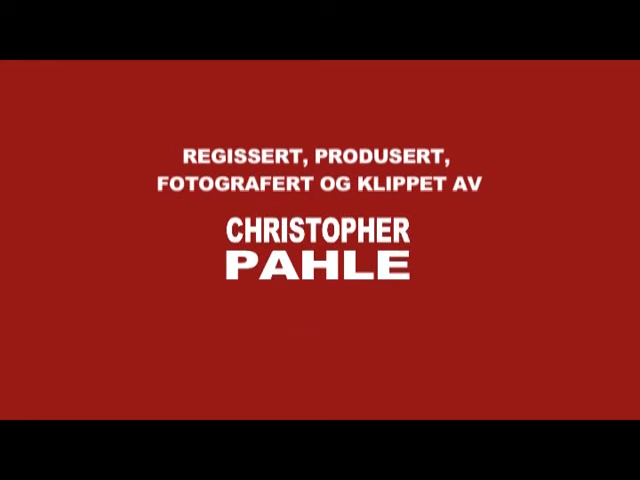 REGISSERT, PRODUSERT,
FOTOGRAFERT OG KLIPPET AV
CHRISTOPHER
PAHLE